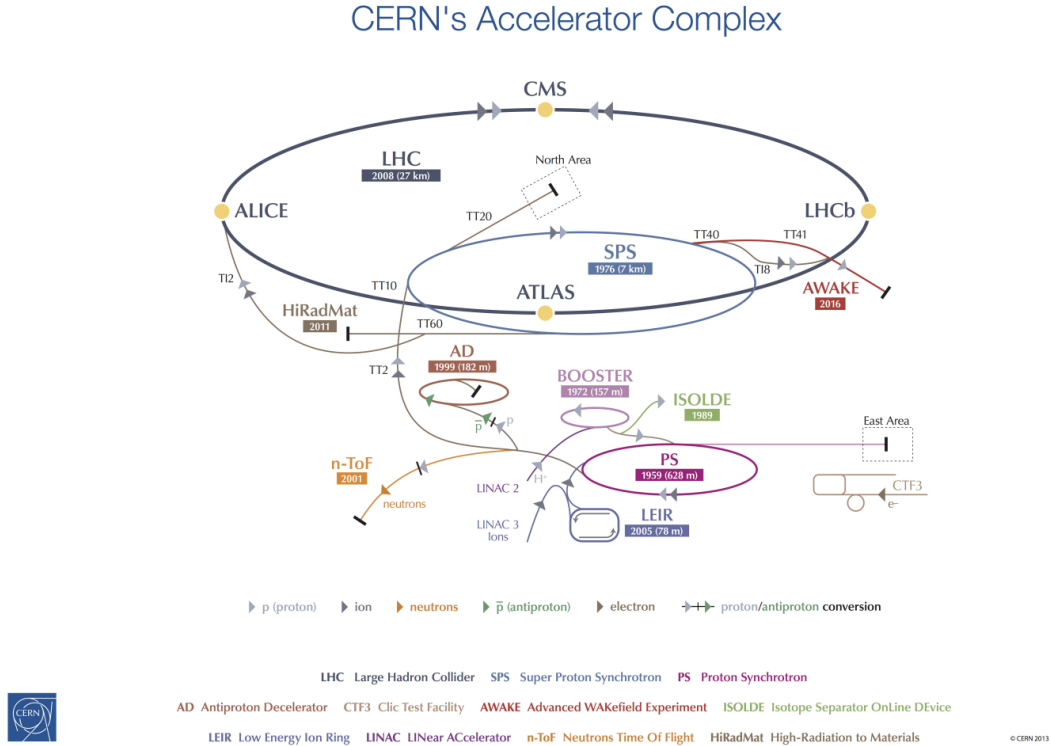 CERN's Accelerator Complex
CMS
LHC
2008 (27 km)
North Area
ALICE
LHCb
TT20
TT40
TT41
SPS
1976 (7 km)
TI8
TI2
TT10
ATLAS
AWAKE
2016
HiRadMat
2011
TT60
TT2
AD
1999 (182 m)
BOOSTER
1972 (157 m)
ISOLDE
1989
p̅
p
East Area
n-ToF
2001
neutrons
PS
1959 (628 m)
LINAC 2
H⁺
CTF3
e–
LINAC 3
Ions
LEIR
2005 (78 m)
p (proton)
ion
neutrons
p̅ (antiproton)
electron
proton/antiproton conversion
LHC Large Hadron Collider SPS Super Proton Synchrotron PS Proton Synchrotron
AD Antiproton Decelerator CTF3 Clic Test Facility AWAKE Advanced WAKefield Experiment ISOLDE Isotope Separator OnLine DEvice
LEIR Low Energy Ion Ring LINAC LINear ACcelerator n-ToF Neutrons Time Of Flight HiRadMat High-Radiation to Materials
CERN
© CERN 2013